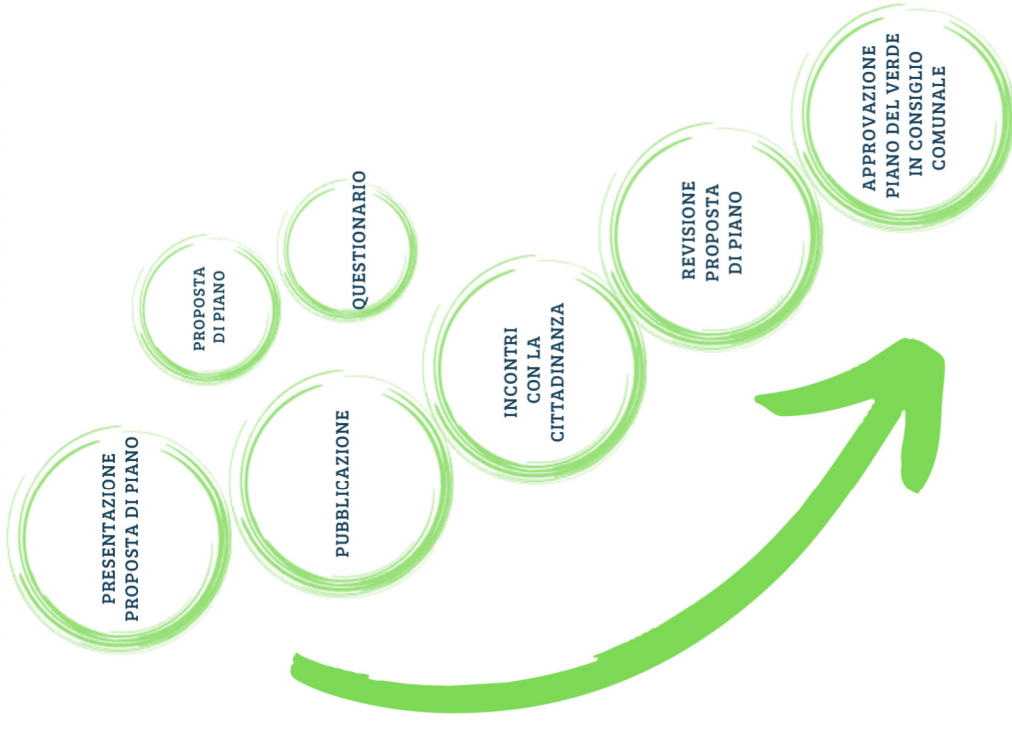 PRESENTAZIONE
PROPOSTA DI PIANO
PUBBLICAZIONE
PROPOSTA
DI PIANO
QUESTIONARIO
INCONTRI
CON LA
CITTADINANZA
REVISIONE
PROPOSTA
DI PIANO
APPROVAZIONE
PIANO DEL VERDE
IN CONSIGLIO
COMUNALE